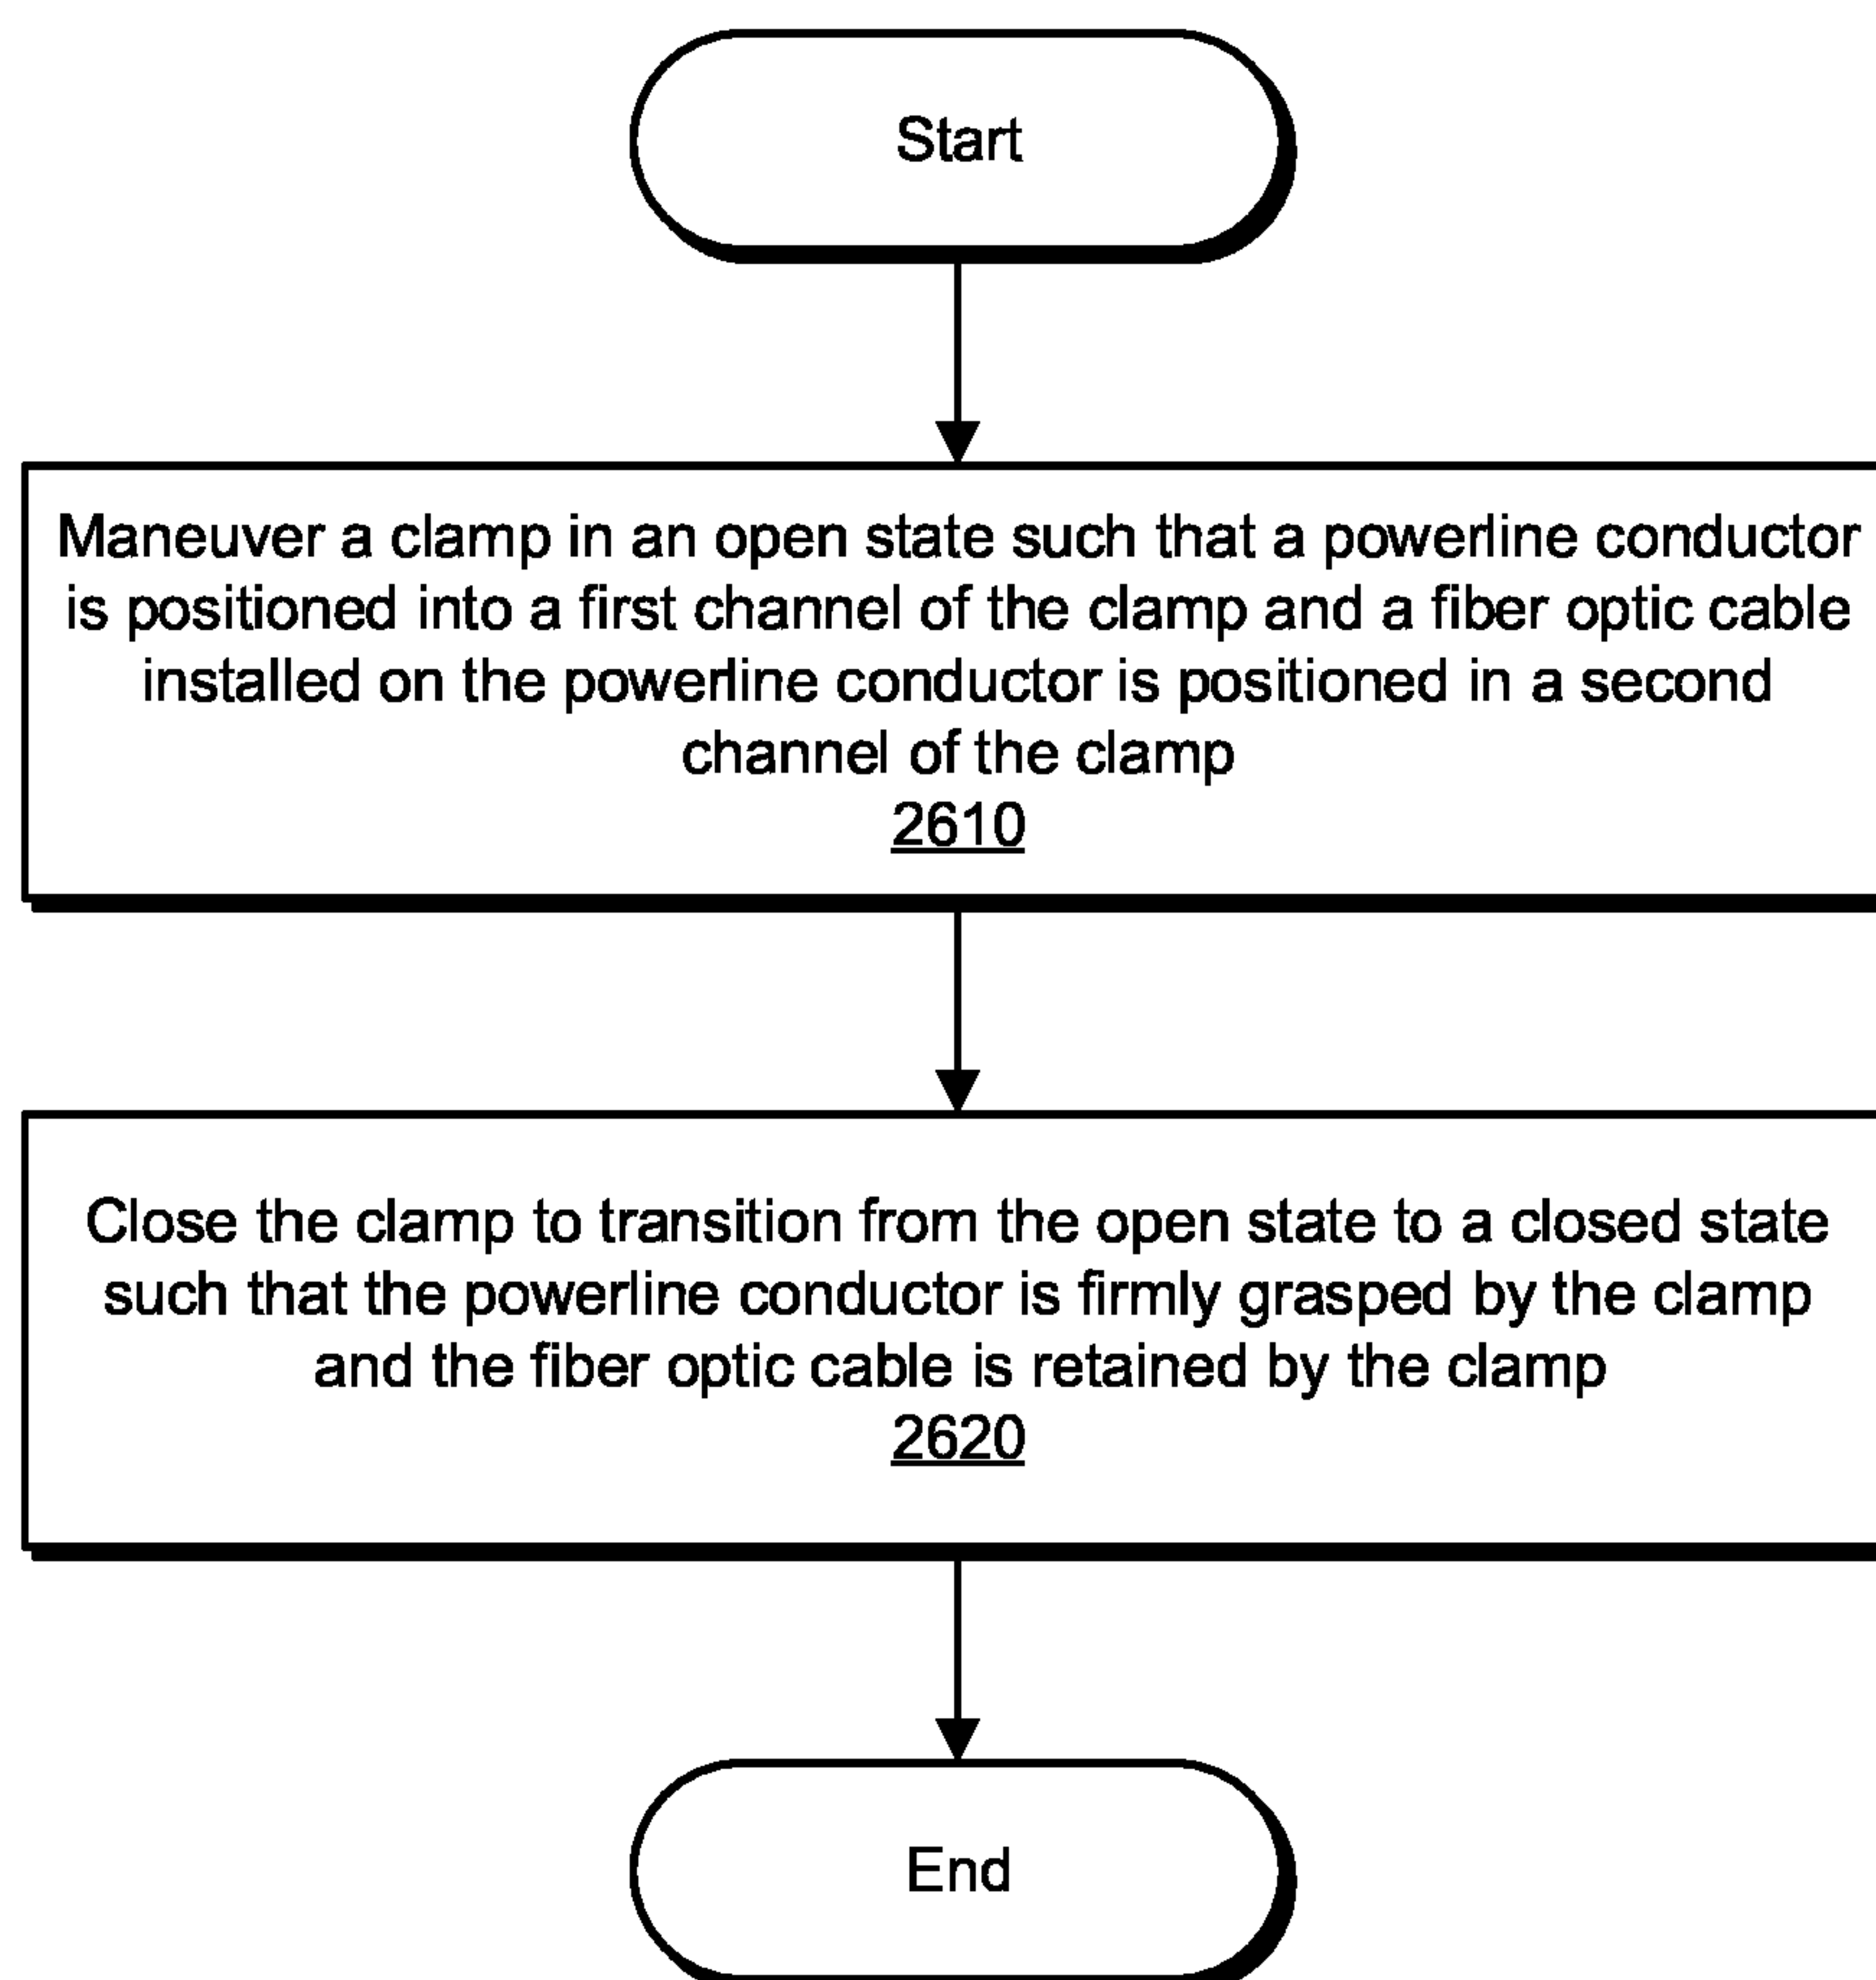 Start
Maneuver a clamp in an open state such that a powerline conductor
is positioned into a first channel of the clamp and a fiber optic cable
installed on the powerline conductor is positioned in a second
channel of the clamp
2610
Close the clamp to transition from the open state to a closed state
such that the powerline conductor is firmly grasped by the clamp
and the fiber optic cable is retained by the clamp
2620
End